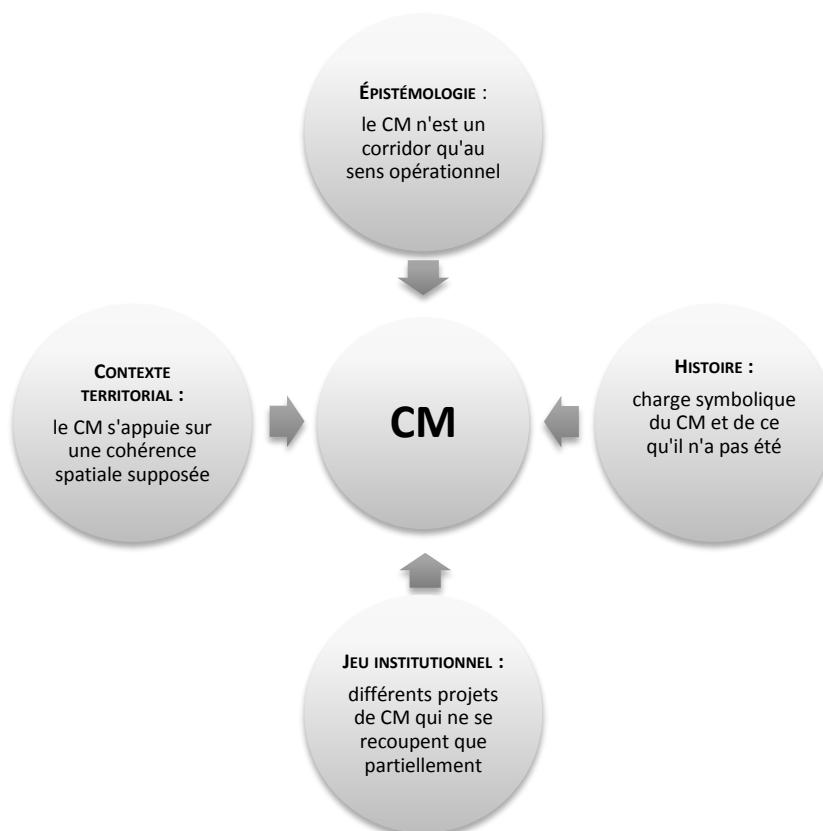 ÉPISTÉMOLOGIE :
le CM n'est un
corridor qu'au
sens opérationnel
CONTEXTE
TERRITORIAL :
le CM s'appuie sur
une cohérence
spatiale supposée
CM
HISTOIRE :
charge symbolique
du CM et de ce
qu'il n'a pas été
JEU INSTITUTIONNEL :
différents projets
de CM qui ne se
recoupent que
partiellement